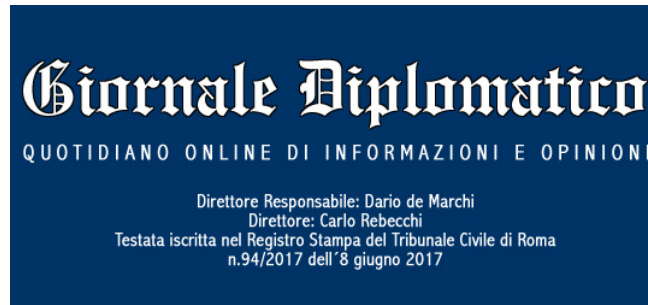 Giornale Diplomatico
QUOTIDIANO ONLINE DI INFORMAZIONI E OPINIONI
Direttore Responsabile: Dario de Marchi
Direttore: Carlo Rebecchi
Testata iscritta nel Registro Stampa del Tribunale Civile di Roma
n.94/2017 dell´8 giugno 2017